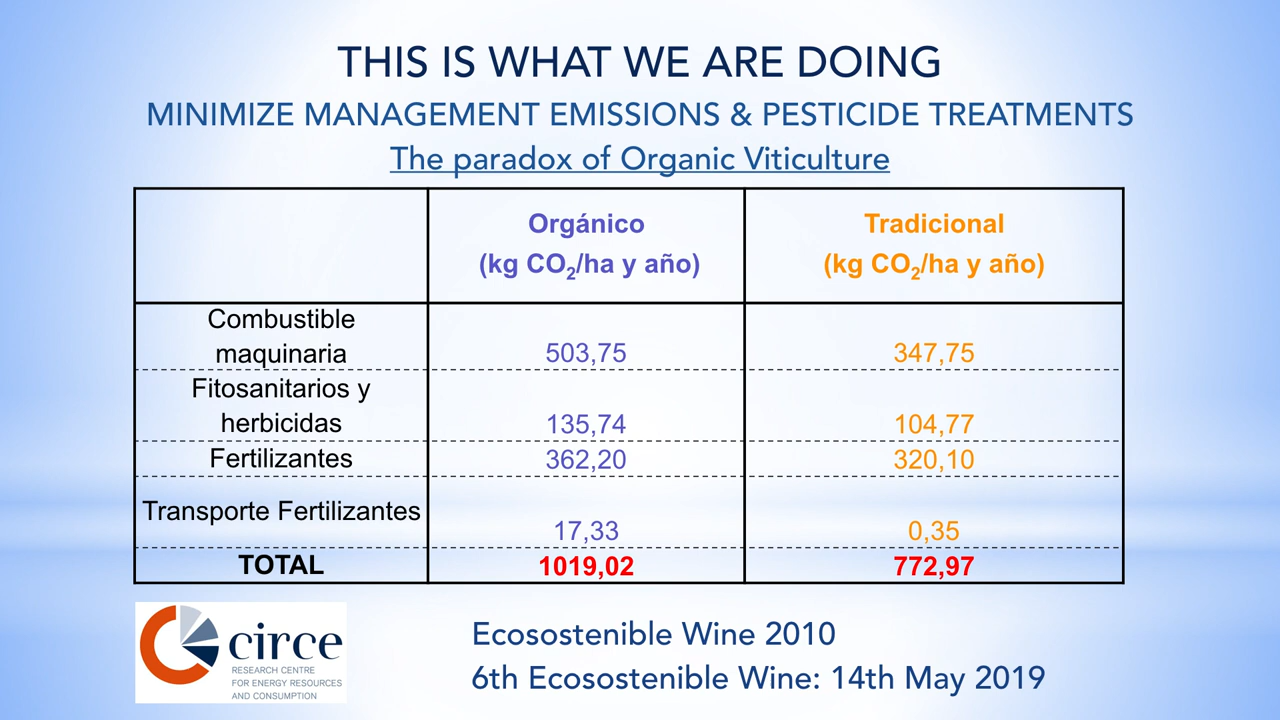 THIS IS WHAT WE ARE DOING
MINIMIZE MANAGEMENT EMISSIONS & PESTICIDE TREATMENTS
The paradox of Organic Viticulture
Orgánico
(kg CO₂/ha y año)
Tradicional
(kg CO₂/ha y año)
Combustible
maquinaria
503,75
347,75
Fitosanitarios y
herbicidas
135,74
104,77
Fertilizantes
362,20
320,10
Transporte Fertilizantes
17,33
0,35
TOTAL
1019,02
772,97
circe
RESEARCH CENTRE
FOR ENERGY RESOURCES
AND CONSUMPTION
Ecosostenible Wine 2010
6th Ecosostenible Wine: 14th May 2019